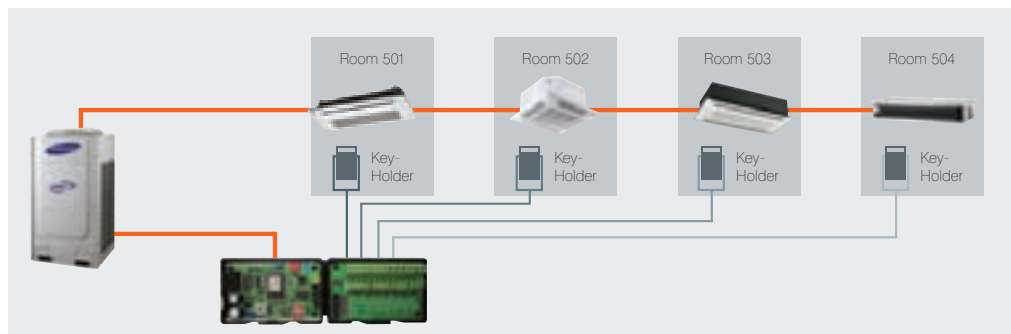 Room 501
Room 502
Room 503
Room 504
Key-
Holder
Key-
Holder
Key-
Holder
Key-
Holder